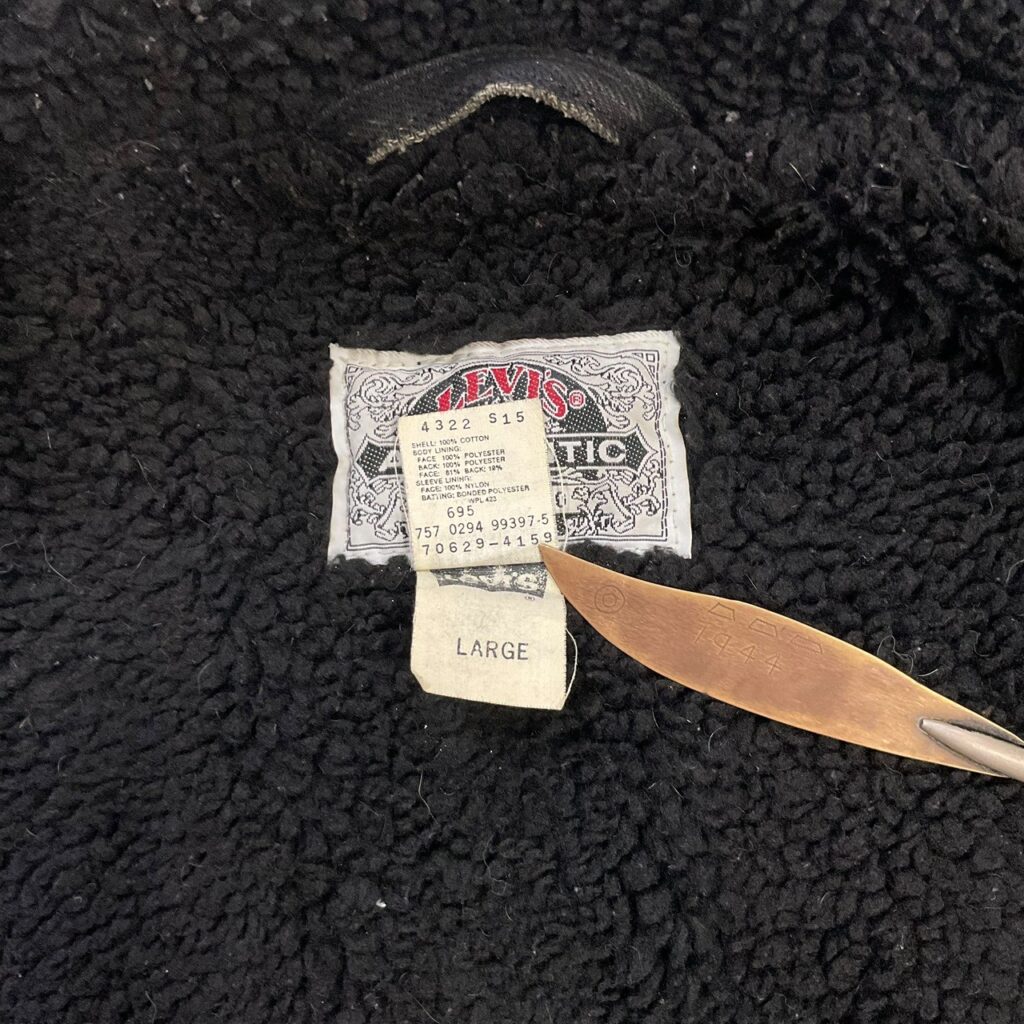 LEVI'S®
4322 S15
SHELL: 100% COTTON
BODY LINING:
FACE 100% POLYESTER
BACK: 100% POLYESTER
FACE: 81% BACK: 19%
SLEEVE LINING:
FACE: 100% NYLON
BATTING; BONDED POLYESTER
WPL 423
695
757 0294 99397-5
70629-4159
LARGE
1944